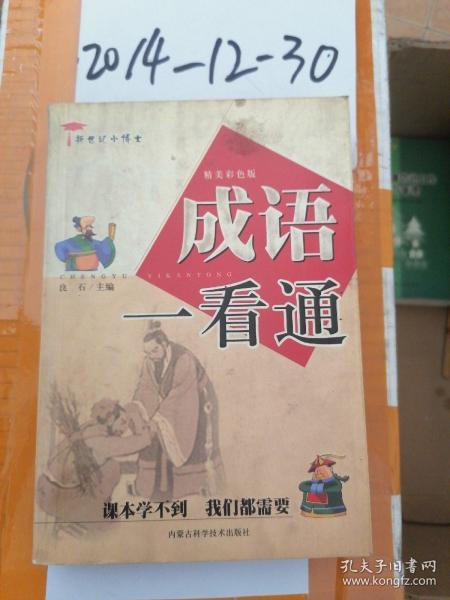 2014-12-30
新世纪小博士
精美彩色版
成语
CHENGYU YIKANTONG
良 石/主编
一看通
课本学不到 我们都需要
内蒙古科学技术出版社
孔夫子旧书网
www.kongfz.com